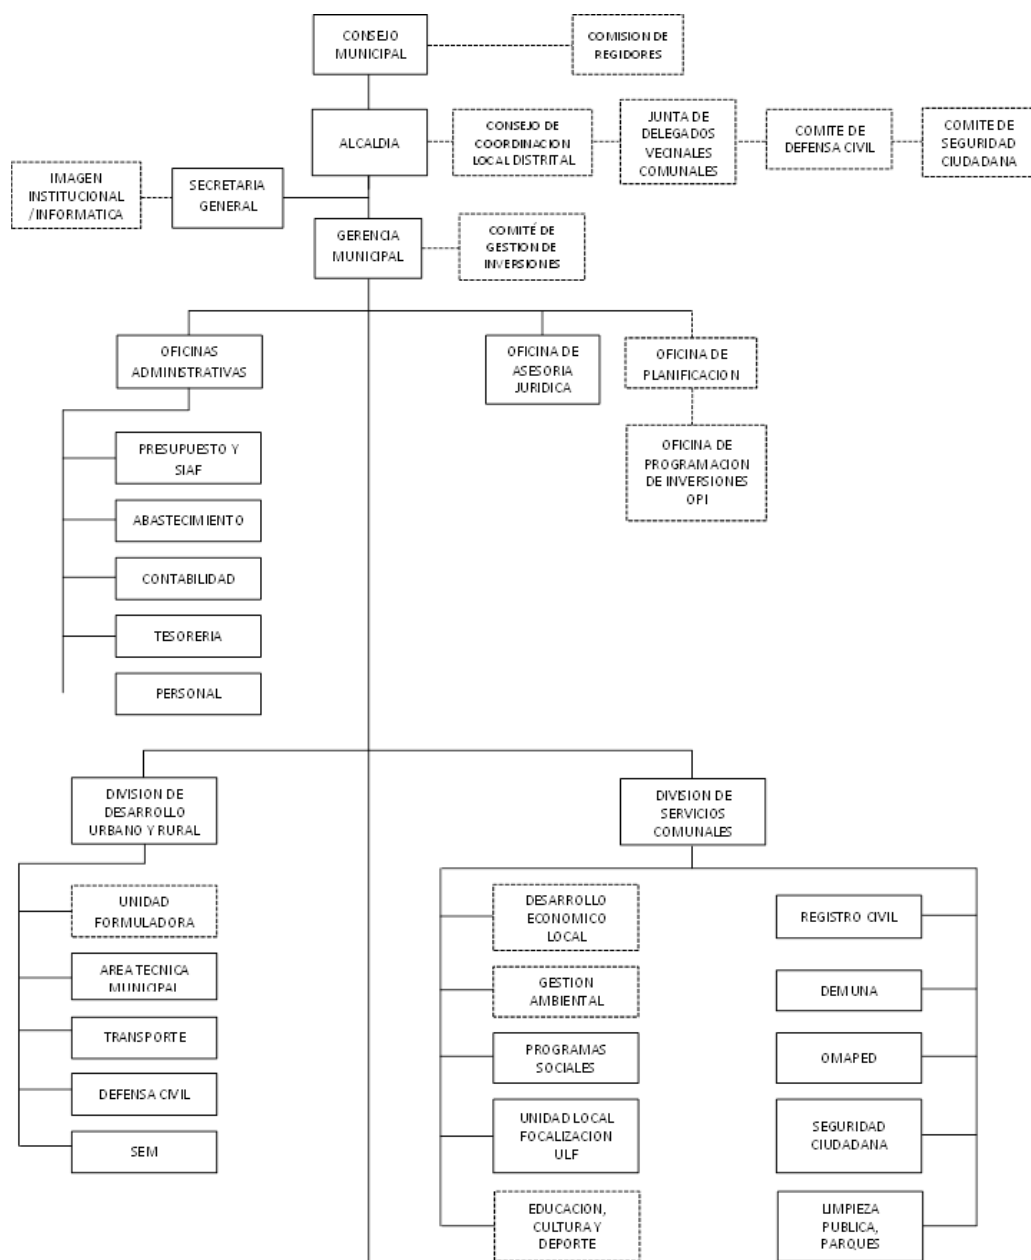 CONSEJO
MUNICIPAL
COMISION DE
REGIDORES
ALCALDIA
CONSEJO DE
COORDINACION
LOCAL DISTRITAL
JUNTA DE
DELEGADOS
VECINALES
COMUNALES
COMITE DE
DEFENSA CIVIL
COMITE DE
SEGURIDAD
CIUDADANA
IMAGEN
INSTITUCIONAL
/INFORMATICA
SECRETARIA
GENERAL
GERENCIA
MUNICIPAL
COMITÉ DE
GESTION DE
INVERSIONES
OFICINAS
ADMINISTRATIVAS
OFICINA DE
ASESORIA
JURIDICA
OFICINA DE
PLANIFICACION
PRESUPUESTO Y
SIAF
OFICINA DE
PROGRAMACION
DE INVERSIONES
OPI
ABASTECIMIENTO
CONTABILIDAD
TESORERIA
PERSONAL
DIVISION DE
DESARROLLO
URBANO Y RURAL
DIVISION DE
SERVICIOS
COMUNALES
UNIDAD
FORMULADORA
AREA TECNICA
MUNICIPAL
TRANSPORTE
DEFENSA CIVIL
SEM
DESARROLLO
ECONOMICO
LOCAL
REGISTRO CIVIL
GESTION
AMBIENTAL
DEMUNA
PROGRAMAS
SOCIALES
OMAPED
UNIDAD LOCAL
FOCALIZACION
ULF
SEGURIDAD
CIUDADANA
EDUCACION,
CULTURA Y
DEPORTE
LIMPIEZA
PUBLICA,
PARQUES